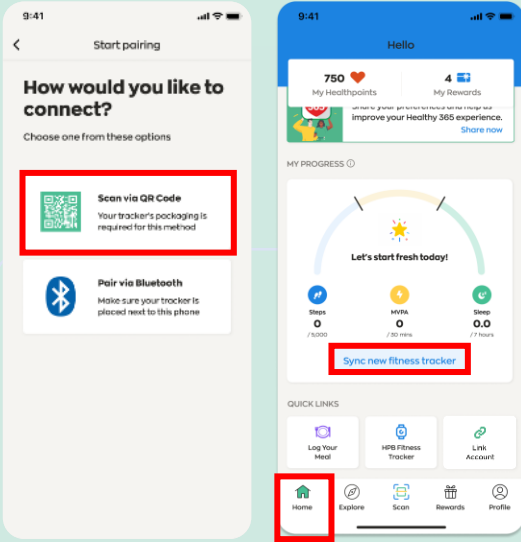 9:41
Start pairing
How would you like to
connect?
Choose one from these options
Scan via QR Code
Your tracker's packaging is
required for this method
Pair via Bluetooth
Make sure your tracker is
placed next to this phone
9:41
Hello
750
4
My Healthpoints
My Rewards
365
share your preferences and help us
improve your Healthy 365 experience.
Share now
MY PROGRESS
Let's start fresh today!
Steps
MVPA
Sleep
0
0
0.0
/ 5,000
/ 30 mins
/ 7 hours
Sync new fitness tracker
QUICK LINKS
Log Your
Meal
HPB Fitness
Tracker
Link
Account
Home
Explore
Scan
Rewards
Profile